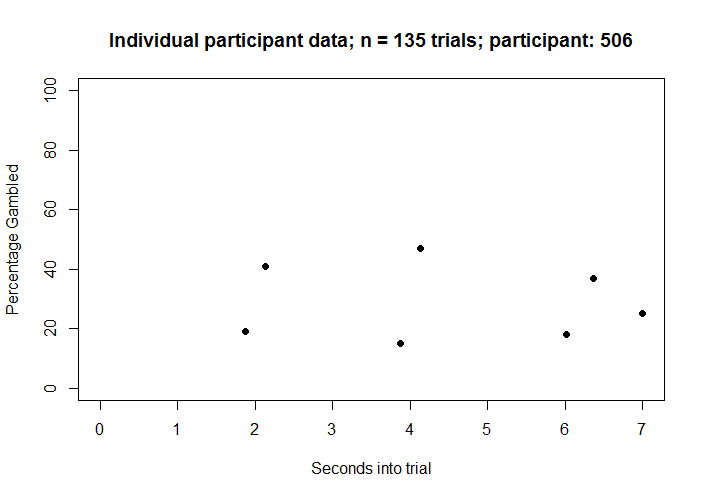 Individual participant data; n = 135 trials; participant: 506
100
80
60
40
20
0
Percentage Gambled
0 1 2 3 4 5 6 7
Seconds into trial